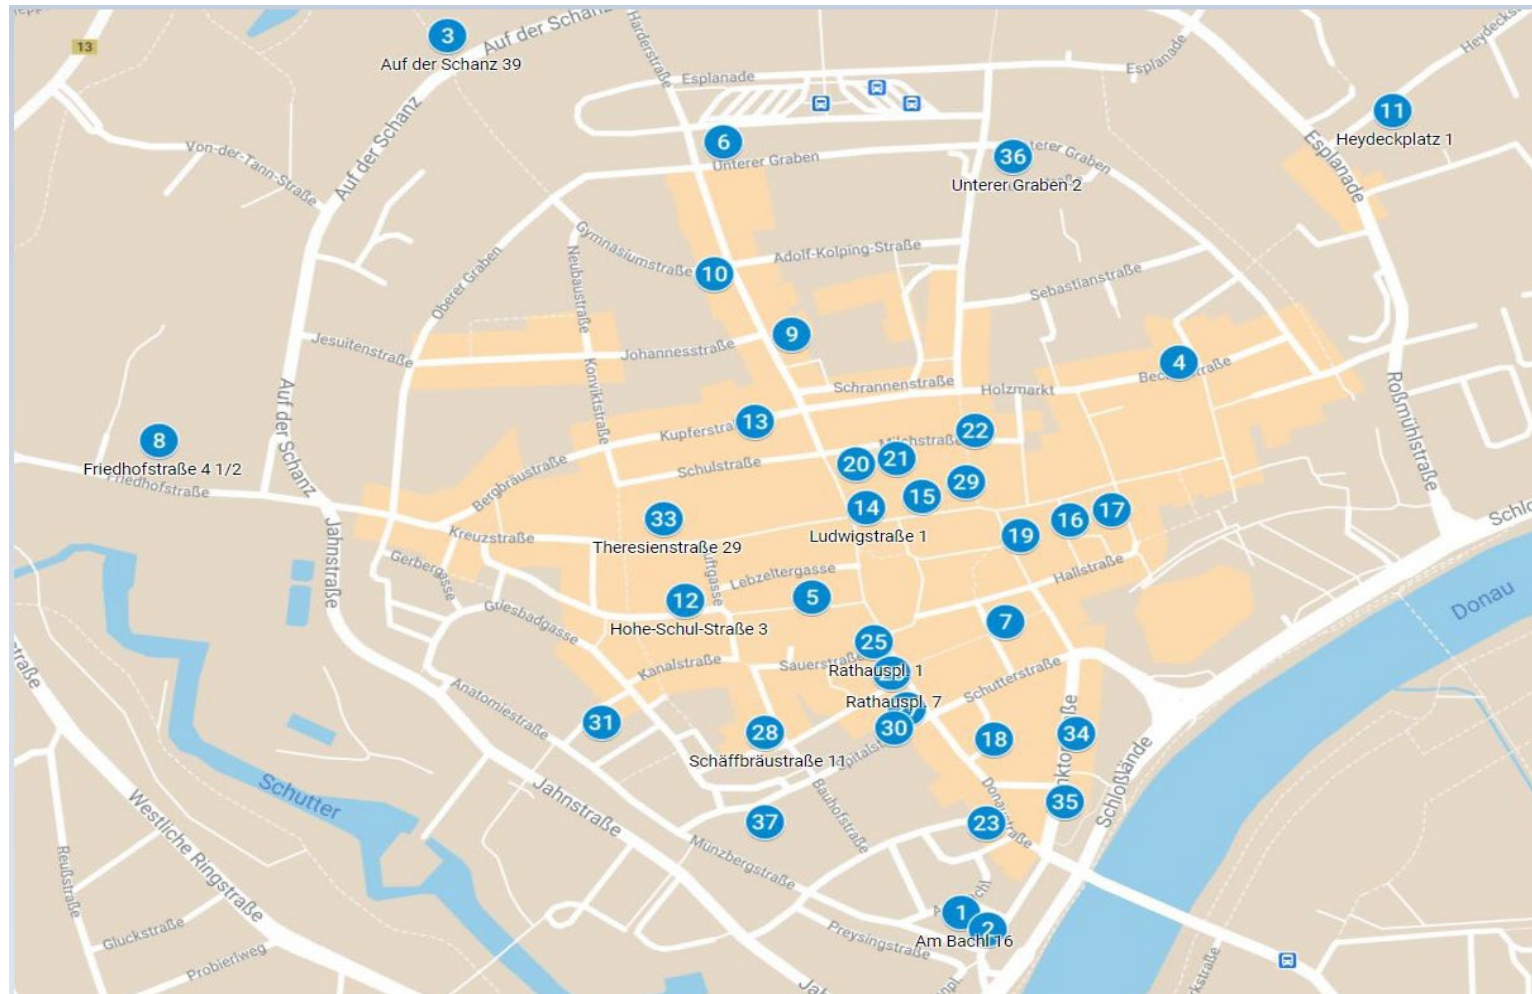 13
3
Auf der Schanz 39
Auf der Schanz
Harderstraße
Esplanade
Esplanade
11
Heydeckplatz 1
Esplanade
6
Unterer Graben
36
Unterer Graben 2
Von-der-Tann-Straße
Auf der Schanz
Gymnasiumstraße
Adolf-Kolping-Straße
10
Neubaustraße
Oberer Graben
Sebastianstraße
9
Jesuitenstraße
Johannesstraße
4
Schrannenstraße
Holzmarkt
Konviktstraße
Auf der Schanz
Roßmühlstraße
13
22
8
Friedhofstraße 4 1/2
Friedhofstraße
Bergbräustraße
Schulstraße
20
21
29
15
14
Ludwigstraße 1
33
Theresienstraße 29
16
17
19
Kreuzstraße
Jahnstraße
Gerbergasse
Lebzeltergasse
Hallstraße
12
Hohe-Schul-Straße 3
5
7
Griesbadgasse
Donau
25
Kanalstraße
Sauerstraße
Rathauspl. 1
Schutterstraße
Rathauspl. 7
Anatomiestraße
31
28
Schäffbräustraße 11
30
18
34
Schloßlände
Schutter
Jahnstraße
Westliche Ringstraße
Bauhofstraße
Donaustraße
35
37
23
Münzbergstraße
Reußstraße
1
2
Am Bachl 16
Preysingstraße
Gluckstraße
Probierlweg